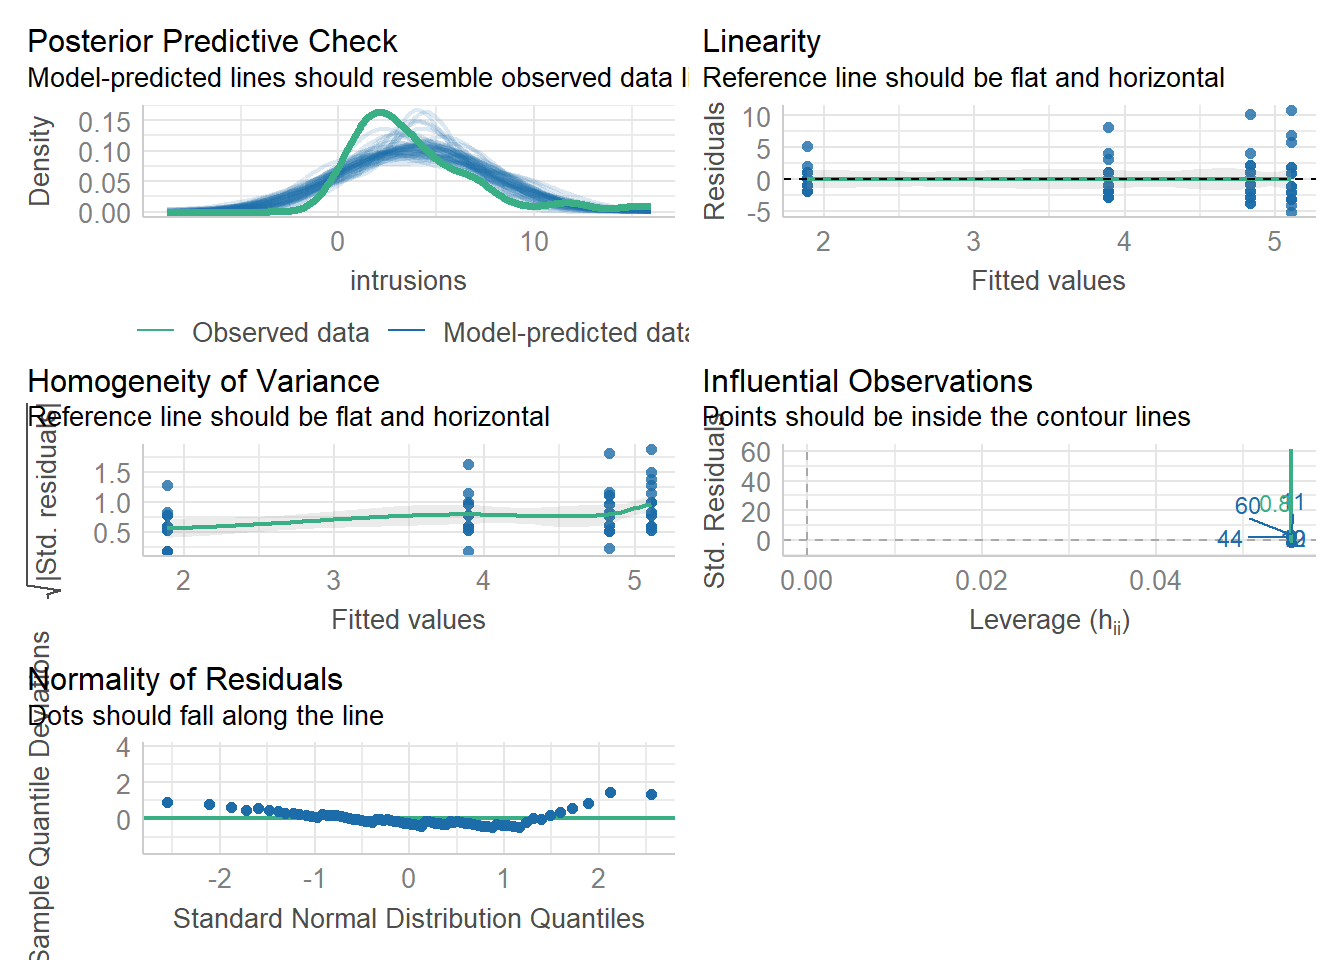 Posterior Predictive Check
Model-predicted lines should resemble observed data li
Density
0.15
0.10
0.05
0.00
0
10
intrusions
Observed data
Model-predicted data
Linearity
Reference line should be flat and horizontal
Residuals
10
5
0
-5
2
3
4
5
Fitted values
Homogeneity of Variance
Reference line should be flat and horizontal
√|Std. residuals|
1.5
1.0
0.5
2
3
4
5
Fitted values
Influential Observations
Points should be inside the contour lines
Std. Residuals
60
40
20
0
60
0.8
11
44
0.00
0.02
0.04
Leverage (hii)
Normality of Residuals
Dots should fall along the line
Sample Quantile Deviations
4
2
0
-2
-1
0
1
2
Standard Normal Distribution Quantiles